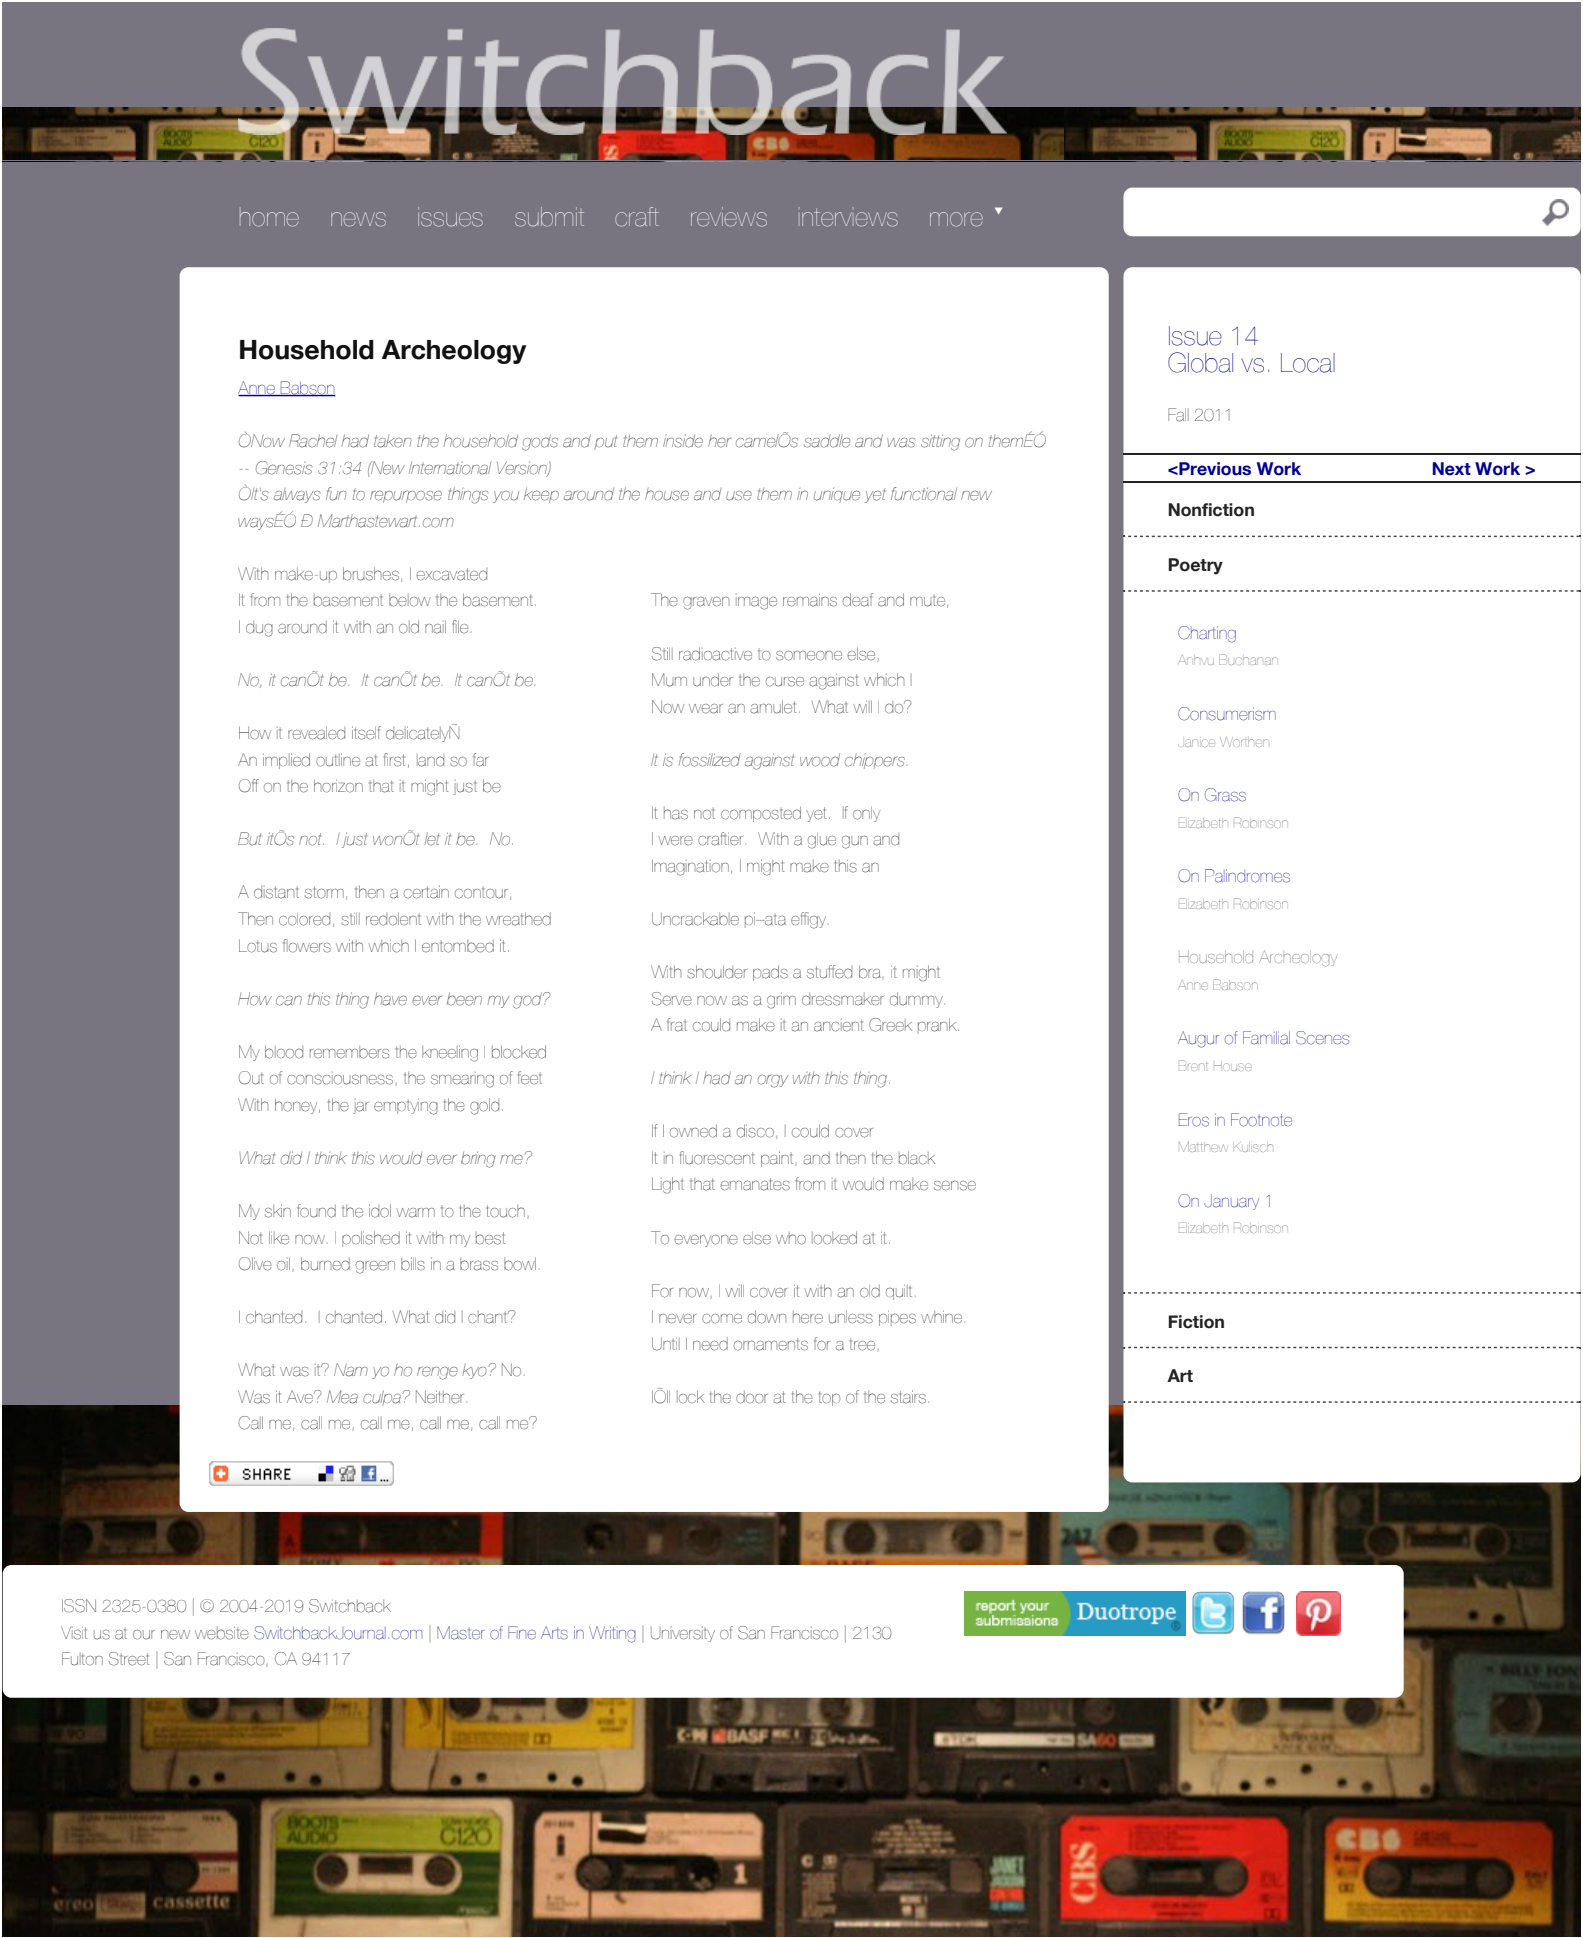 Switchback
home news issues submit craft reviews interviews more ▼
Household Archeology
Anne Babson
ÒNow Rachel had taken the household gods and put them inside her camelÕs saddle and was sitting on themÉÓ
-- Genesis 31:34 (New International Version)
ÒIt's always fun to repurpose things you keep around the house and use them in unique yet functional new
waysÉÓ Ð Marthastewart.com
With make-up brushes, I excavated
It from the basement below the basement.
I dug around it with an old nail file.
No, it canÕt be.  It canÕt be.  It canÕt be.
How it revealed itself delicatelyÑ
An implied outline at first, land so far
Off on the horizon that it might just be
But itÕs not.  I just wonÕt let it be.  No.
A distant storm, then a certain contour,
Then colored, still redolent with the wreathed
Lotus flowers with which I entombed it.
How can this thing have ever been my god?
My blood remembers the kneeling I blocked
Out of consciousness, the smearing of feet
With honey, the jar emptying the gold.
What did I think this would ever bring me?
My skin found the idol warm to the touch,
Not like now. I polished it with my best
Olive oil, burned green bills in a brass bowl.
I chanted.  I chanted. What did I chant?
What was it? Nam yo ho renge kyo? No.
Was it Ave? Mea culpa? Neither.
Call me, call me, call me, call me, call me?
The graven image remains deaf and mute,
Still radioactive to someone else,
Mum under the curse against which I
Now wear an amulet.  What will I do?
It is fossilized against wood chippers.
It has not composted yet.  If only
I were craftier.  With a glue gun and
Imagination, I might make this an
Uncrackable pi–ata effigy.
With shoulder pads a stuffed bra, it might
Serve now as a grim dressmaker dummy.
A frat could make it an ancient Greek prank.
I think I had an orgy with this thing.
If I owned a disco, I could cover
It in fluorescent paint, and then the black
Light that emanates from it would make sense
To everyone else who looked at it.
For now, I will cover it with an old quilt.
I never come down here unless pipes whine.
Until I need ornaments for a tree,
IÕll lock the door at the top of the stairs.
SHARE ...
Issue 14
Global vs. Local
Fall 2011
<Previous Work Next Work >
Nonfiction
Poetry
Charting
Anhvu Buchanan
Consumerism
Janice Worthen
On Grass
Elizabeth Robinson
On Palindromes
Elizabeth Robinson
Household Archeology
Anne Babson
Augur of Familial Scenes
Brent House
Eros in Footnote
Matthew Kulisch
On January 1
Elizabeth Robinson
Fiction
Art
ISSN 2325-0380 | © 2004-2019 Switchback
Visit us at our new website SwitchbackJournal.com | Master of Fine Arts in Writing | University of San Francisco | 2130
Fulton Street | San Francisco, CA 94117
report your
submissions
Duotrope
C-90 BASF
SA60
BOOTS
AUDIO
C120
cassette
1
JANET
CBS
CBS